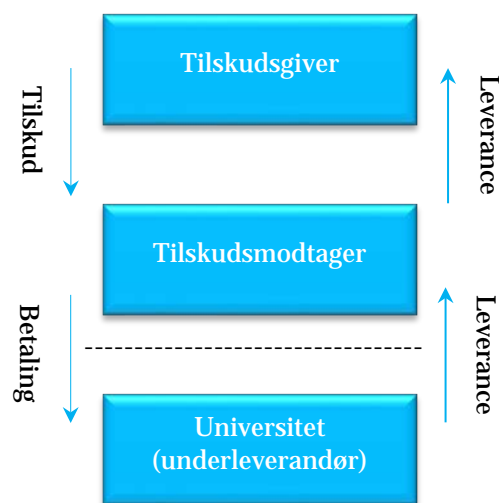 Tilskudsgiver
Tilskud
Leverance
Tilskudsmodtager
Betaling
Leverance
Universitet
(underleverandør)